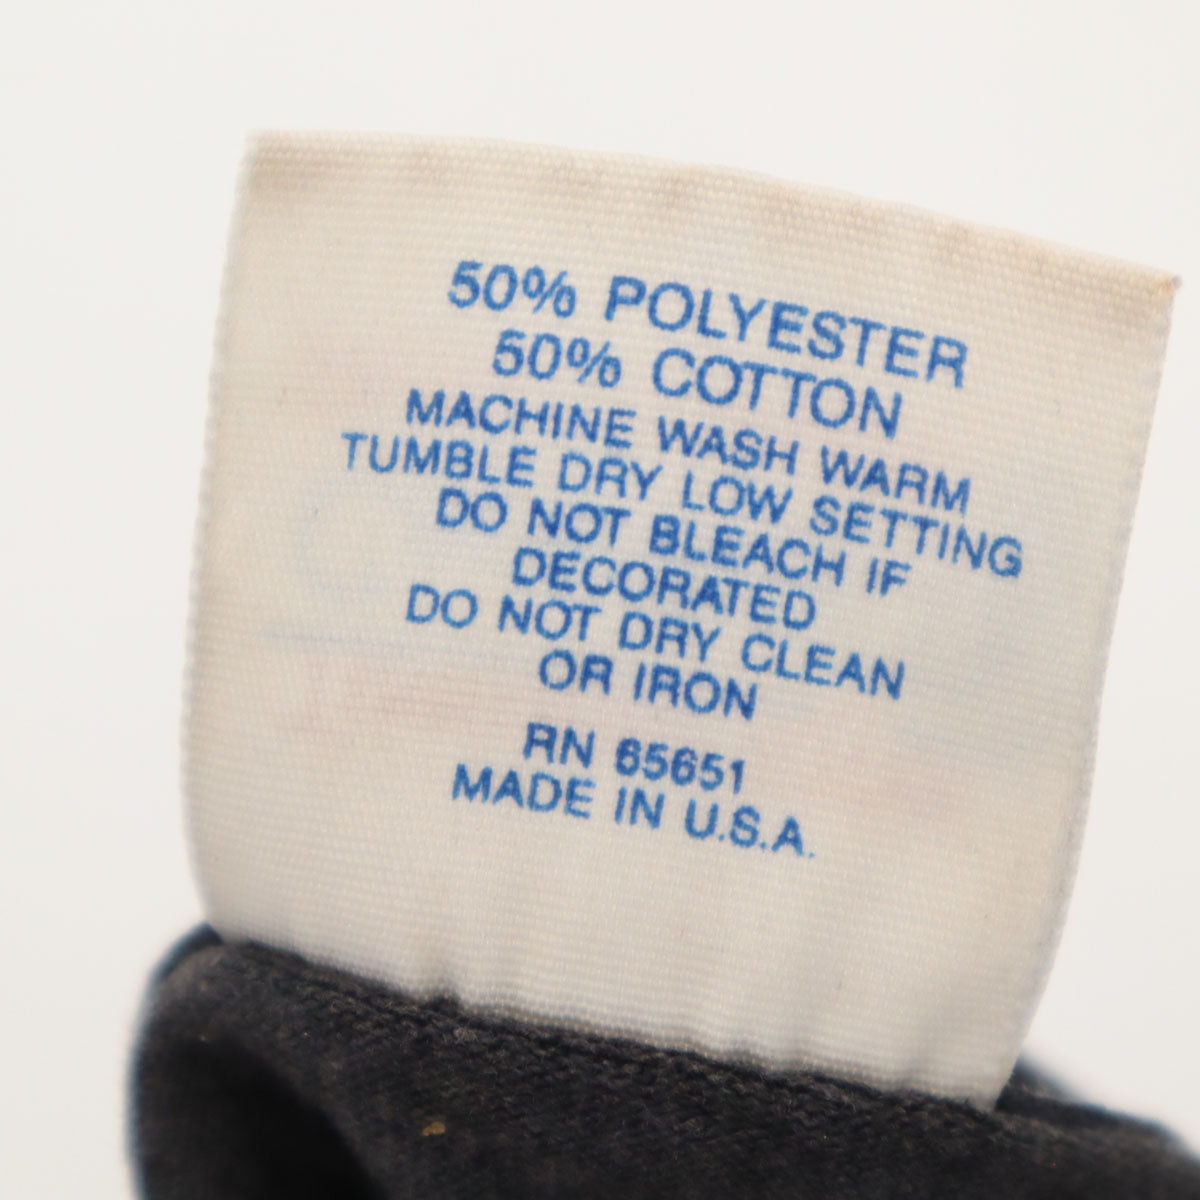 50% POLYESTER
50% COTTON
MACHINE WASH WARM
TUMBLE DRY LOW SETTING
DO NOT BLEACH IF
DECORATED
DO NOT DRY CLEAN
OR IRON
RN 65651
MADE IN U.S.A.